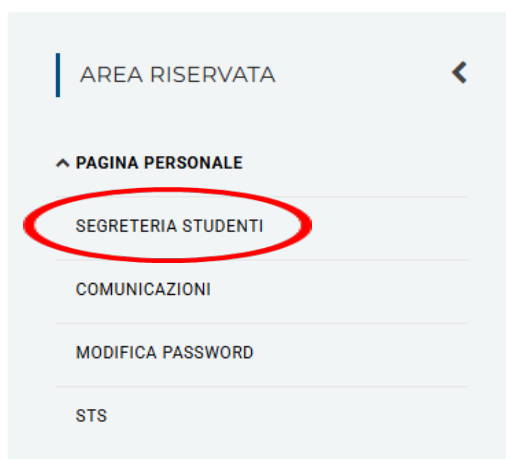 AREA RISERVATA
PAGINA PERSONALE
SEGRETERIA STUDENTI
COMUNICAZIONI
MODIFICA PASSWORD
STS